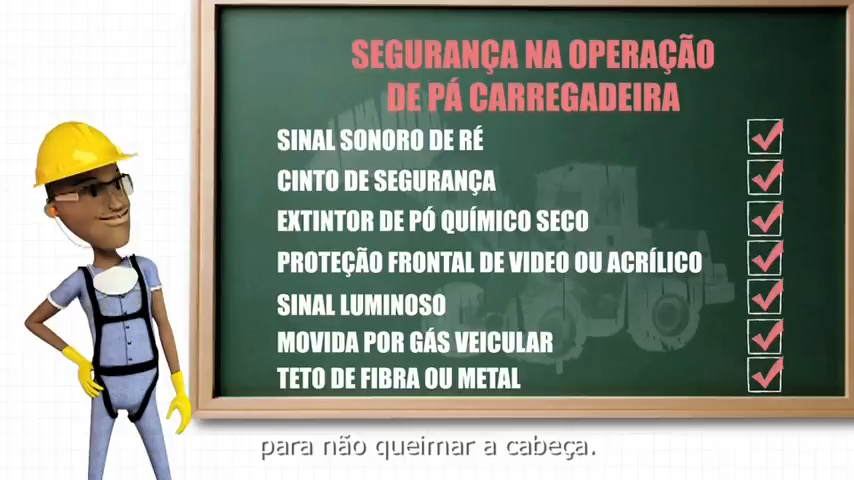 SEGURANÇA NA OPERAÇÃO
DE PÁ CARREGADEIRA
SINAL SONORO DE RÉ
CINTO DE SEGURANÇA
EXTINTOR DE PÓ QUÍMICO SECO
PROTEÇÃO FRONTAL DE VIDEO OU ACRÍLICO
SINAL LUMINOSO
MOVIDA POR GÁS VEICULAR
TETO DE FIBRA OU METAL
para não queimar a cabeça.